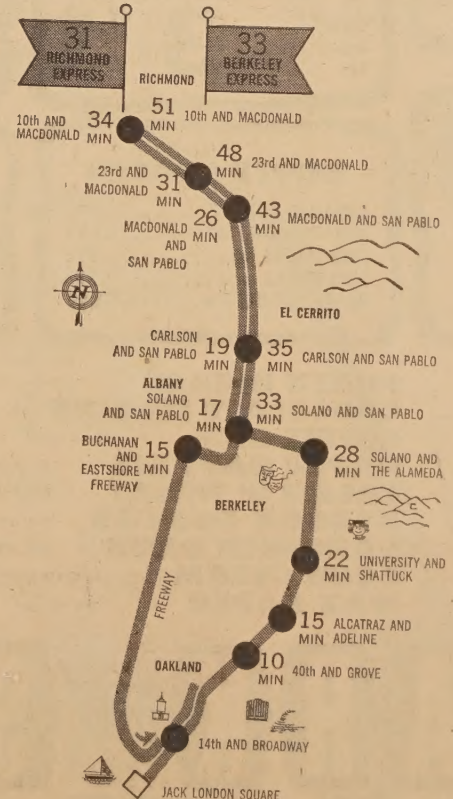 31
RICHMOND
EXPRESS
33
BERKELEY
EXPRESS
RICHMOND
10th and
MACDONALD
34
MIN
51
MIN
10th and MACDONALD
23rd and
MACDONALD
31
MIN
48
MIN
23rd and MACDONALD
MACDONALD
AND
SAN PABLO
26
MIN
43
MIN
MACDONALD AND SAN PABLO
N
EL CERRITO
CARLSON
AND SAN PABLO
19
MIN
35
MIN
CARLSON AND SAN PABLO
ALBANY
SOLANO
AND SAN PABLO
17
MIN
33
MIN
SOLANO AND SAN PABLO
BUCHANAN
AND
EASTSHORE
FREEWAY
15
MIN
28
MIN
SOLANO AND
THE ALAMEDA
BERKELEY
C
22
MIN
UNIVERSITY AND
SHATTUCK
FREEWAY
15
MIN
ALCATRAZ AND
ADELINE
OAKLAND
10
MIN
40th AND GROVE
14th AND BROADWAY
JACK LONDON SQUARE